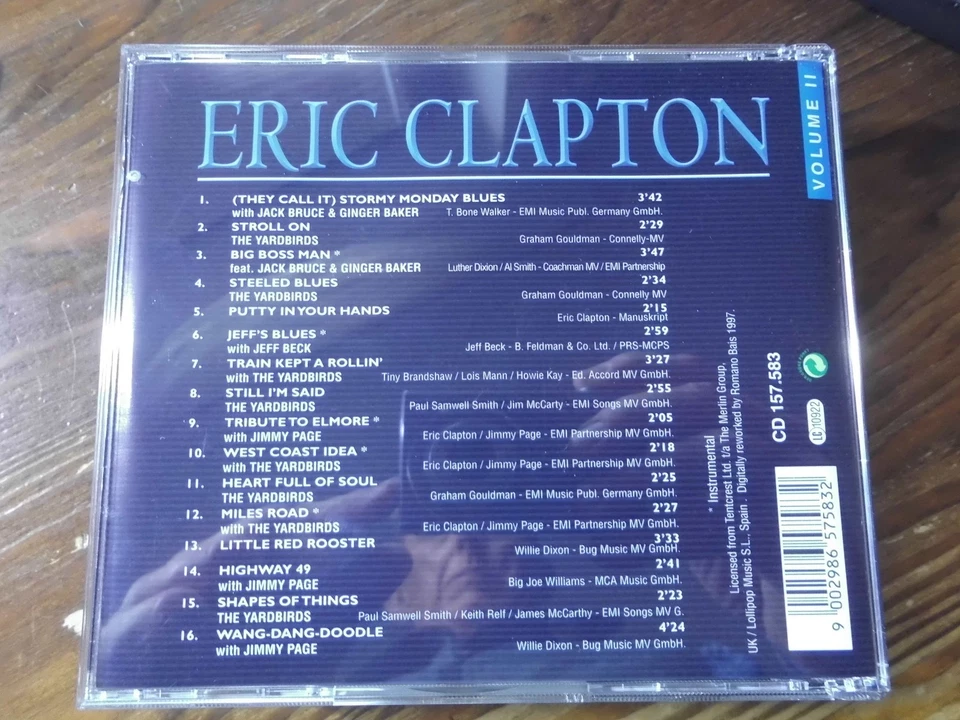 ERIC CLAPTON
VOLUME II
1. (THEY CALL IT) STORMY MONDAY BLUES 3'42
with JACK BRUCE & GINGER BAKER T. Bone Walker - EMI Music Publ. Germany GmbH.
2. STROLL ON 2'29
THE YARDBIRDS Graham Gouldman - Connelly-MV
3. BIG BOSS MAN * 3'47
feat. JACK BRUCE & GINGER BAKER Luther Dixion / Al Smith - Coachman MV / EMI Partnership
4. STEELED BLUES 2'34
THE YARDBIRDS Graham Gouldman - Connelly MV
5. PUTTY IN YOUR HANDS 2'15
Eric Clapton - Manuskript
6. JEFF'S BLUES * 2'59
with JEFF BECK Jeff Beck - B. Feldman & Co. Ltd. / PRS-MCPS
7. TRAIN KEPT A ROLLIN' 3'27
with THE YARDBIRDS Tiny Brandshaw / Lois Mann / Howie Kay - Ed. Accord MV GmbH.
8. STILL I'M SAID 2'55
THE YARDBIRDS Paul Samwell Smith / Jim McCarty - EMI Songs MV GmbH.
9. TRIBUTE TO ELMORE * 2'05
with JIMMY PAGE Eric Clapton / Jimmy Page - EMI Partnership MV GmbH.
10. WEST COAST IDEA * 2'18
with THE YARDBIRDS Eric Clapton / Jimmy Page - EMI Partnership MV GmbH.
11. HEART FULL OF SOUL 2'25
THE YARDBIRDS Graham Gouldman - EMI Music Publ. Germany GmbH.
12. MILES ROAD * 2'27
with THE YARDBIRDS Eric Clapton / Jimmy Page - EMI Partnership MV GmbH.
13. LITTLE RED ROOSTER 3'33
Willie Dixon - Bug Music MV GmbH.
14. HIGHWAY 49 2'41
with JIMMY PAGE Big Joe Williams - MCA Music GmbH.
15. SHAPES OF THINGS 2'23
THE YARDBIRDS Paul Samwell Smith / Keith Relf / James McCarthy - EMI Songs MV G.
16. WANG-DANG-DOODLE 4'24
with JIMMY PAGE Willie Dixon - Bug Music MV GmbH.
* Instrumental
Licensed from Tentcrest Ltd. t/a The Merlin Group,
UK / Lollipop Music S.L., Spain . Digitally reworked by Romano Bais 1997.
CD 157.583
LC 10922
9 002986 575832